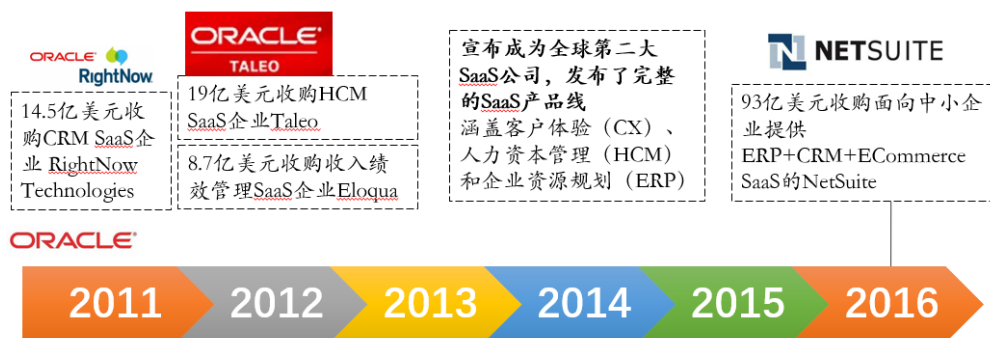 ORACLE
RightNow
14.5亿美元收
购CRM SaaS企
业 RightNow
Technologies
ORACLE
TALEO
19亿美元收购HCM
SaaS企业Taleo
8.7亿美元收购收入绩
效管理SaaS企业Eloqua
宣布成为全球第二大
SaaS公司，发布了完整
的SaaS产品线
涵盖客户体验（CX）、
人力资本管理（HCM）
和企业资源规划（ERP）
NETSUITE
93亿美元收购面向中小企
业提供
ERP+CRM+ECommerce
SaaS的NetSuite
ORACLE
2011
2012
2013
2014
2015
2016